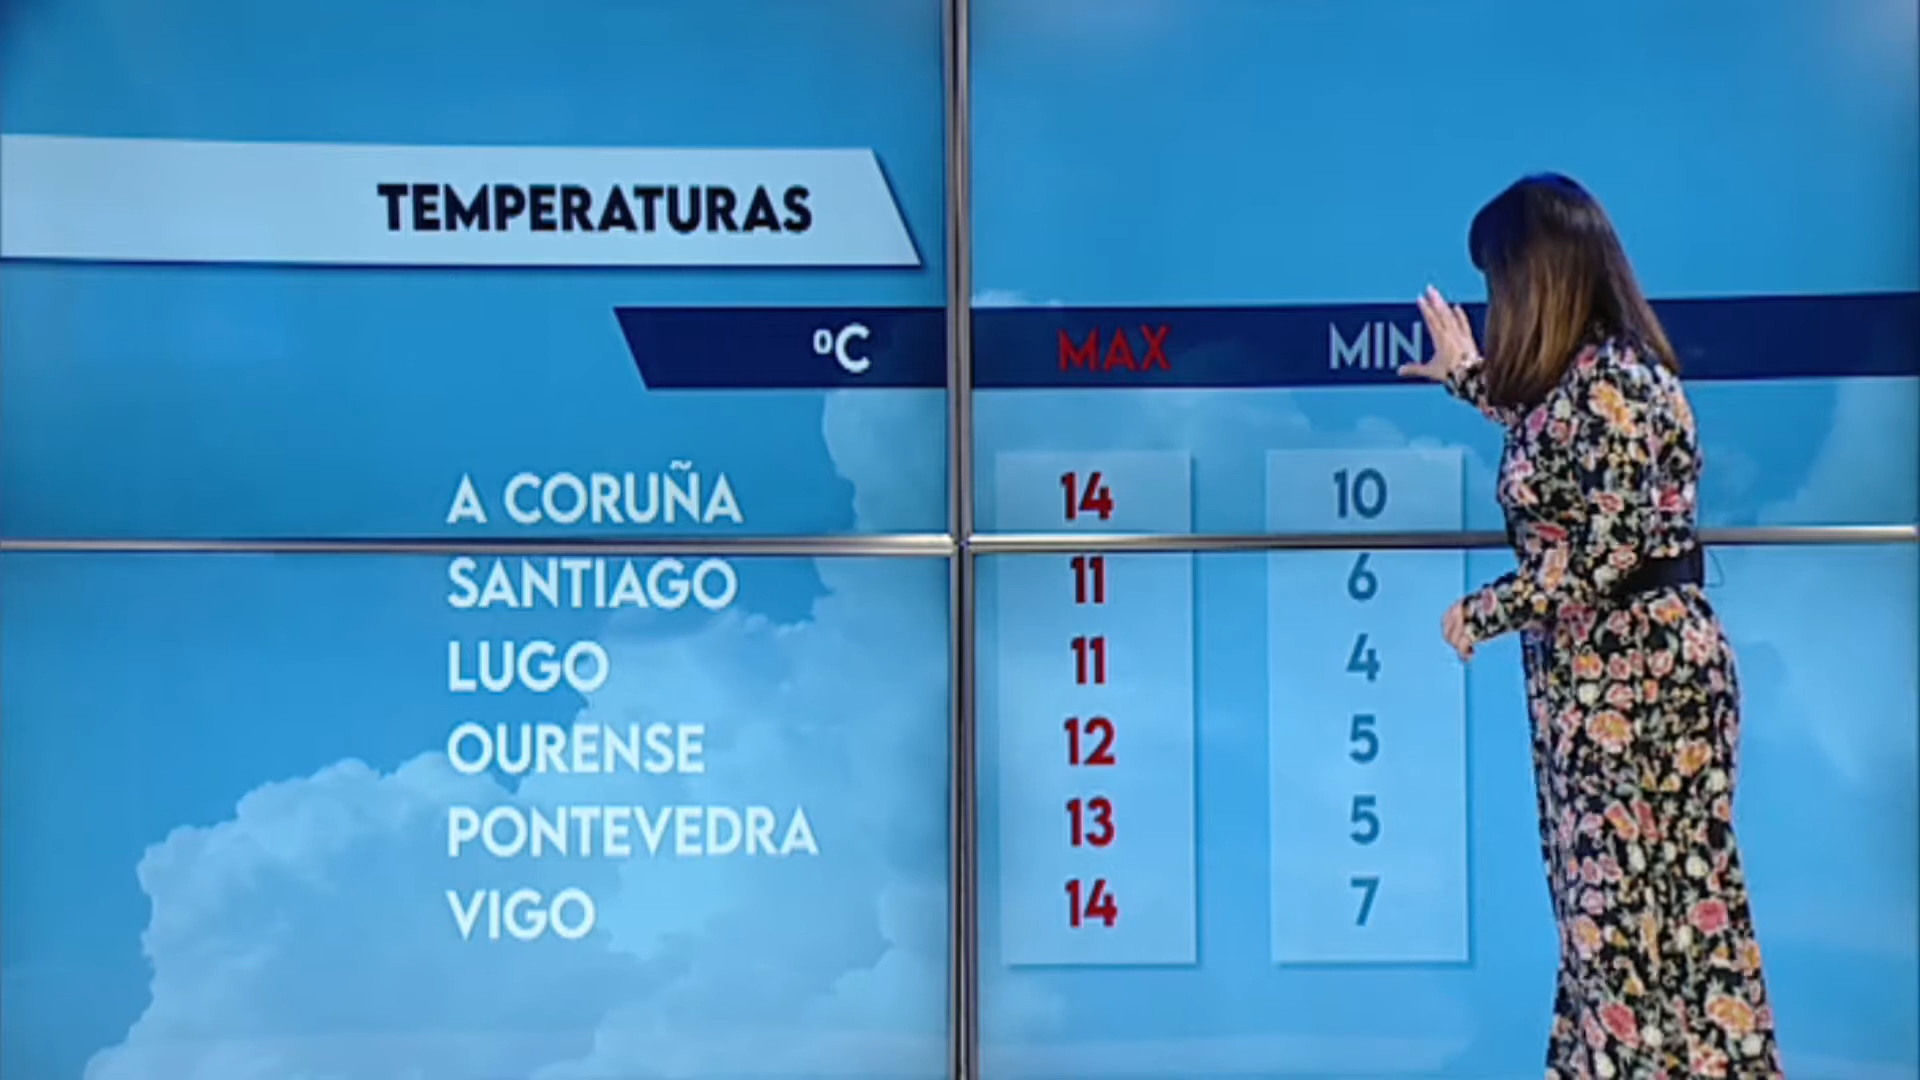 TEMPERATURAS
ºC MAX MIN
A CORUÑA 14 10
SANTIAGO 11 6
LUGO 11 4
OURENSE 12 5
PONTEVEDRA 13 5
VIGO 14 7